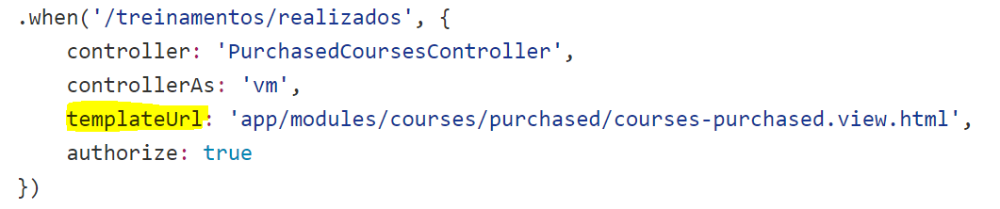 .when('/treinamentos/realizados', {
controller: 'PurchasedCoursesController',
controllerAs: 'vm',
templateUrl: 'app/modules/courses/purchased/courses-purchased.view.html',
authorize: true
})